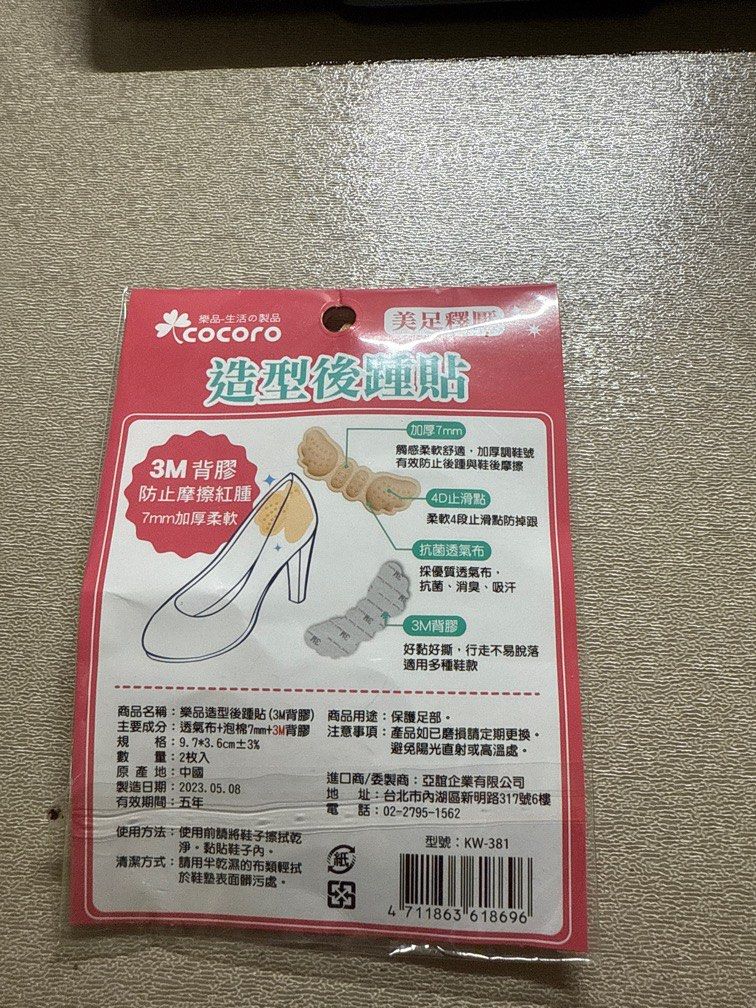 樂品-生活の製品
cocoro
美足釋壓
造型後踵貼
3M 背膠
防止摩擦紅腫
7mm加厚柔軟
加厚7mm
觸感柔軟舒適，加厚調鞋號
有效防止後踵與鞋後摩擦
4D止滑點
柔軟4段止滑點防掉跟
抗菌透氣布
採優質透氣布，
抗菌、消臭、吸汗
3M背膠
好黏好撕，行走不易脫落
適用多種鞋款
商品名稱：樂品造型後踵貼(3M背膠)
主要成分：透氣布+泡棉7mm+3M背膠
規　　格：9.7*3.6cm±3%
數　　量：2枚入
原 產 地：中國
製造日期：2023.05.08
有效期間：五年
商品用途：保護足部。
注意事項：產品如已磨損請定期更換。
避免陽光直射或高溫處。
進口商/委製商：亞誼企業有限公司
地　　址：台北市內湖區新明路317號6樓
電　　話：02-2795-1562
使用方法：使用前請將鞋子擦拭乾
淨。黏貼鞋子內。
清潔方式：請用半乾濕的布類輕拭
於鞋墊表面髒污處。
紙
型號：KW-381
4 711863 618696